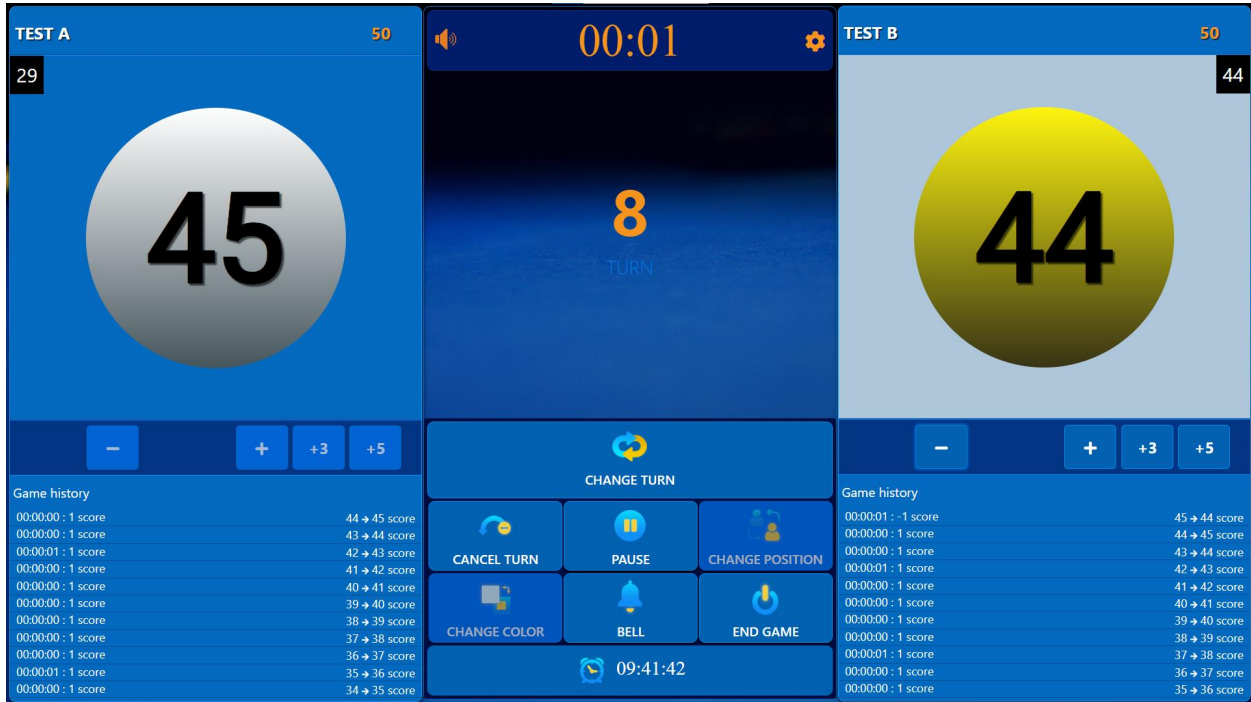 TEST A 50
29
45
− + +3 +5
Game history
00:00:00 : 1 score 44 → 45 score
00:00:00 : 1 score 43 → 44 score
00:00:01 : 1 score 42 → 43 score
00:00:00 : 1 score 41 → 42 score
00:00:00 : 1 score 40 → 41 score
00:00:00 : 1 score 39 → 40 score
00:00:00 : 1 score 38 → 39 score
00:00:00 : 1 score 37 → 38 score
00:00:00 : 1 score 36 → 37 score
00:00:01 : 1 score 35 → 36 score
00:00:00 : 1 score 34 → 35 score
00:01
8
TURN
CHANGE TURN
CANCEL TURN PAUSE CHANGE POSITION
CHANGE COLOR BELL END GAME
09:41:42
TEST B 50
44
44
− + +3 +5
Game history
00:00:01 : -1 score 45 → 44 score
00:00:00 : 1 score 44 → 45 score
00:00:00 : 1 score 43 → 44 score
00:00:01 : 1 score 42 → 43 score
00:00:00 : 1 score 41 → 42 score
00:00:00 : 1 score 40 → 41 score
00:00:00 : 1 score 39 → 40 score
00:00:00 : 1 score 38 → 39 score
00:00:01 : 1 score 37 → 38 score
00:00:00 : 1 score 36 → 37 score
00:00:00 : 1 score 35 → 36 score